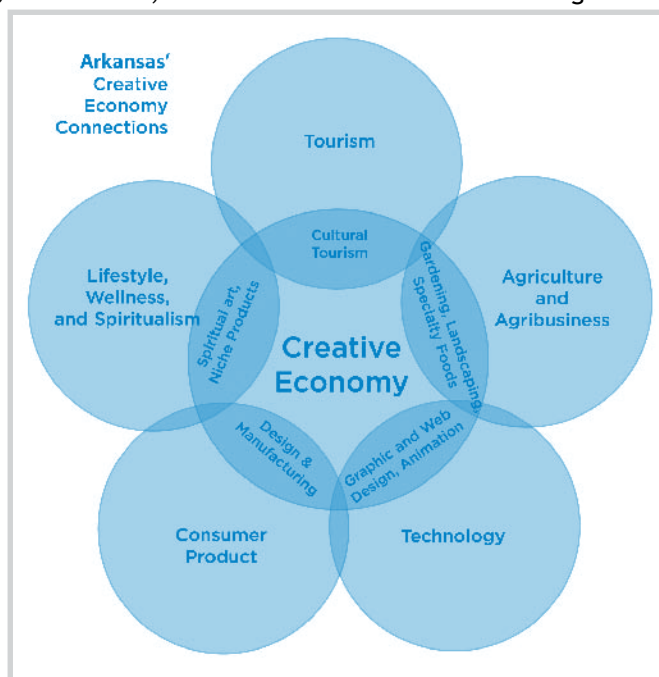 Arkansas'
Creative
Economy
Connections
Tourism
Cultural
Tourism
Lifestyle,
Wellness,
and Spiritualism
Spiritual art,
Niche Products
Gardening, Landscaping,
Specialty Foods
Agriculture
and
Agribusiness
Creative
Economy
Design &
Manufacturing
Graphic and Web
Design, Animation
Consumer
Product
Technology